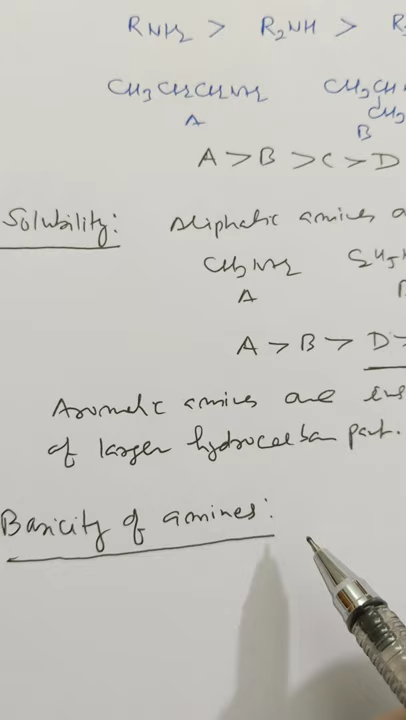 RNH2 > R2NH >
CH3CH2CH2NH2
A B
A > B > C > D
Solubility: Aliphatic amines
CH3NH2
A
A > B > D >
Aromatic amines are
of larger hydrocarbon part.
Basicity of amines: